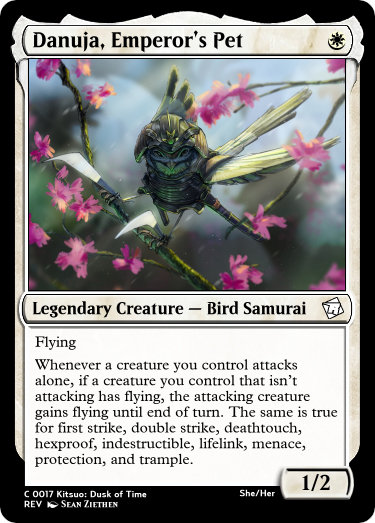 Danuja, Emperor's Pet
Legendary Creature — Bird Samurai
Flying
Whenever a creature you control attacks
alone, if a creature you control that isn't
attacking has flying, the attacking creature
gains flying until end of turn. The same is true
for first strike, double strike, deathtouch,
hexproof, indestructible, lifelink, menace,
protection, and trample.
1/2
C 0017 Kitsuo: Dusk of Time
She/Her
REV Sean Ziethen